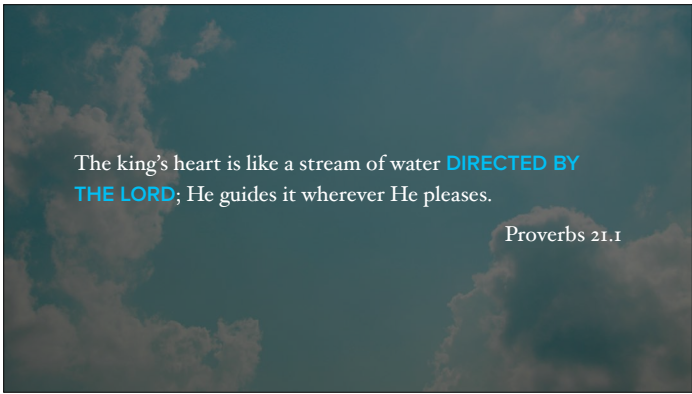 The king’s heart is like a stream of water DIRECTED BY
THE LORD; He guides it wherever He pleases.
Proverbs 21.1